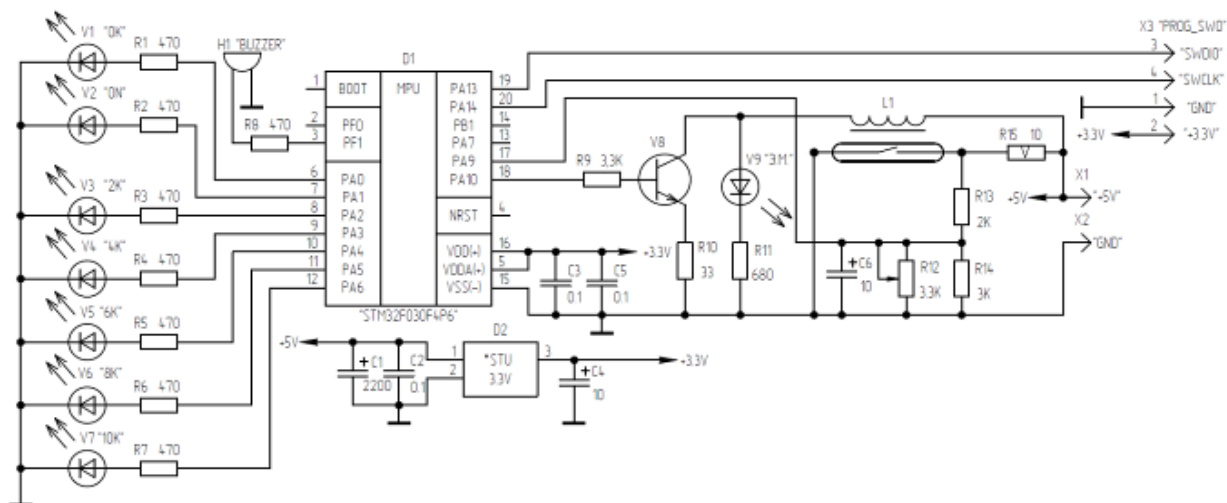 V1 "0K"
R1 470
H1 "BUZZER"
V2 "0N"
R2 470
R8 470
V3 "2K"
R3 470
V4 "4K"
R4 470
V5 "6K"
R5 470
V6 "8K"
R6 470
V7 "10K"
R7 470
D1
1 BOOT MPU PA13 19
PA14 20
2 PF0 PB1 14
3 PF1 PA7 13
PA9 17
6 PA0 PA10 18
7 PA1
8 PA2 NRST 4
9 PA3
10 PA4 VDD(+) 16
11 PA5 VDDA(+) 5
12 PA6 VSS(-) 15
"STM32F030F4P6"
+3.3V
C3
0.1
C5
0.1
D2
+5V
+ C1
2200
C2
0.1
1
2
*STU
3.3V
3
+3.3V
+ C4
10
R9 3,3K
V8
R10
33
V9 "Э.М."
R11
680
L1
R15 10
V
R13
2K
+ C6
10
R12
3.3K
R14
3K
X3 "PROG_SWD"
3 "SWDIO"
4 "SWCLK"
1 "GND"
+3.3V 2 "+3.3V"
X1
+5V "+5V"
X2
"GND"